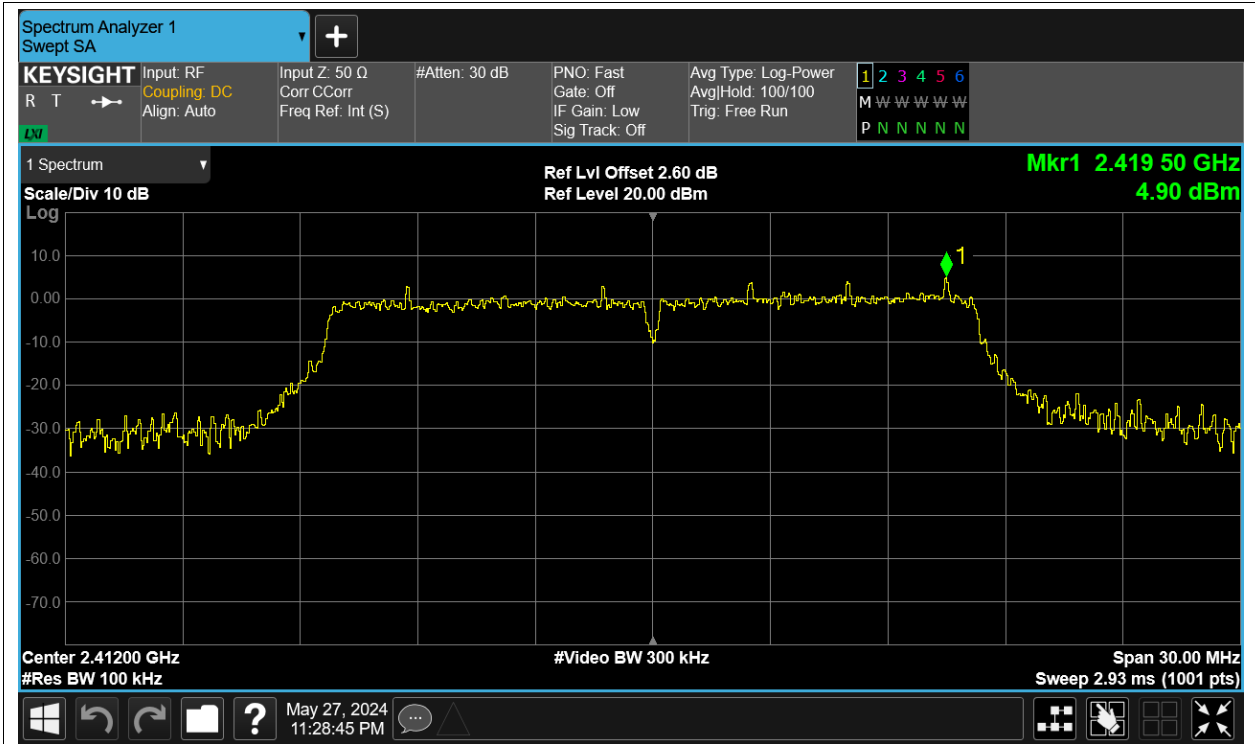 Spectrum Analyzer 1
Swept SA
KEYSIGHT
R T
LXI
Input: RF
Coupling: DC
Align: Auto
Input Z: 50 Ω
Corr CCorr
Freq Ref: Int (S)
#Atten: 30 dB
PNO: Fast
Gate: Off
IF Gain: Low
Sig Track: Off
Avg Type: Log-Power
Avg|Hold: 100/100
Trig: Free Run
1 2 3 4 5 6
M W W W W W
P N N N N N
1 Spectrum
Scale/Div 10 dB
Log
Ref Lvl Offset 2.60 dB
Ref Level 20.00 dBm
Mkr1 2.419 50 GHz
4.90 dBm
1
10.0
0.00
-10.0
-20.0
-30.0
-40.0
-50.0
-60.0
-70.0
Center 2.41200 GHz
#Res BW 100 kHz
#Video BW 300 kHz
Span 30.00 MHz
Sweep 2.93 ms (1001 pts)
?
May 27, 2024
11:28:45 PM